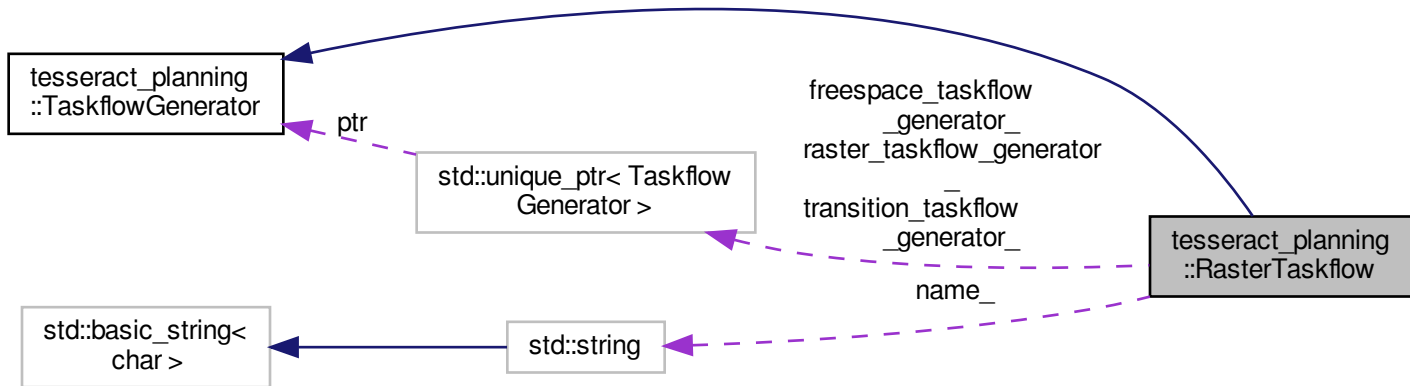 tesseract_planning
::TaskflowGenerator
ptr
std::unique_ptr< Taskflow
Generator >
freespace_taskflow
_generator_
raster_taskflow_generator
_
transition_taskflow
_generator_
tesseract_planning
::RasterTaskflow
name_
std::basic_string<
char >
std::string